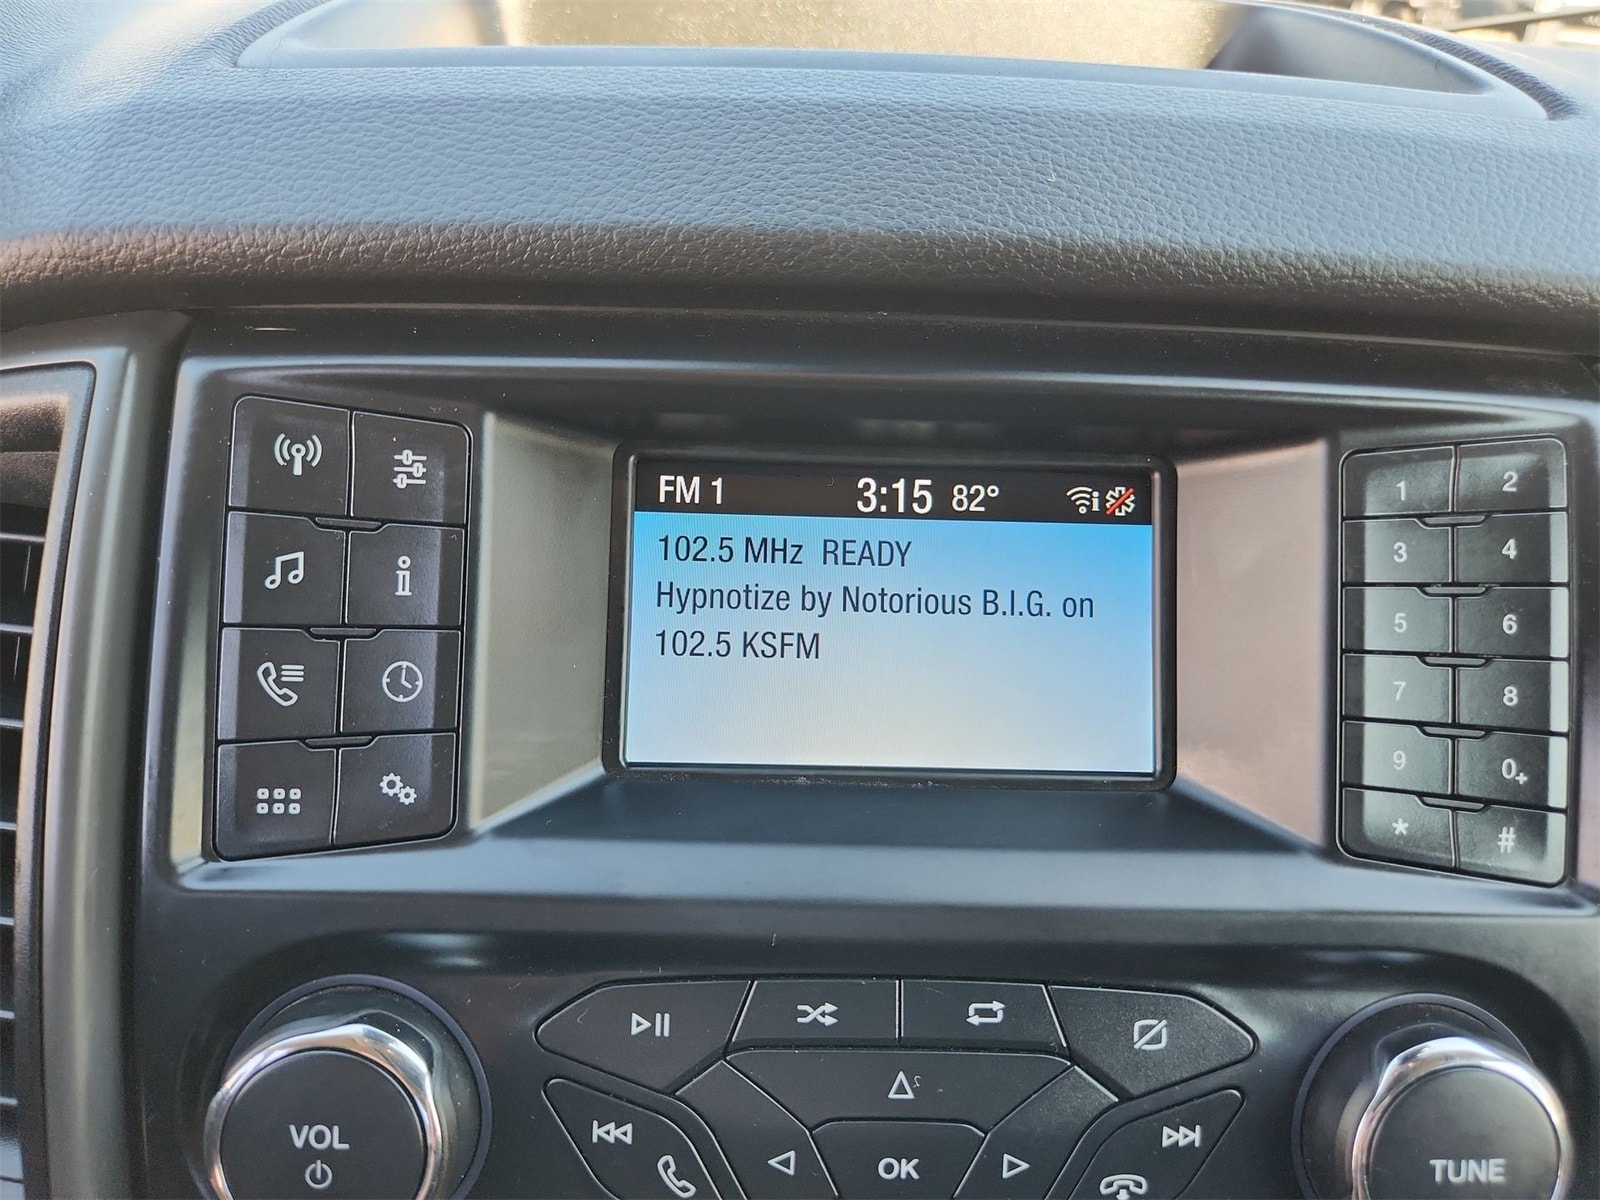 FM 1 3:15 82°
102.5 MHz READY
Hypnotize by Notorious B.I.G. on
102.5 KSFM
1 2
3 4
5 6
7 8
9 0+
* #
VOL
OK
TUNE